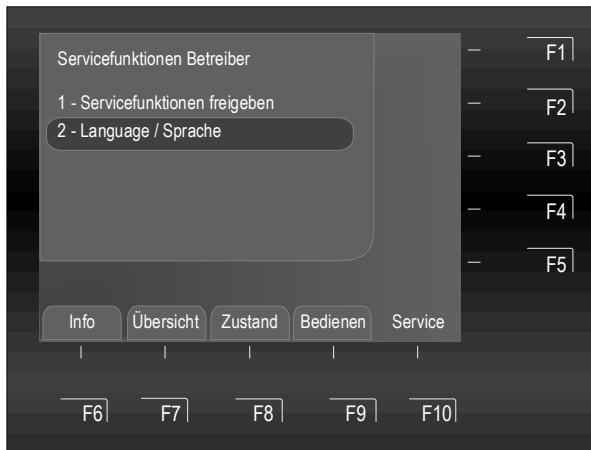 Servicefunktionen Betreiber
1 - Servicefunktionen freigeben
2 - Language / Sprache
F1
F2
F3
F4
F5
Info Übersicht Zustand Bedienen Service
F6 F7 F8 F9 F10